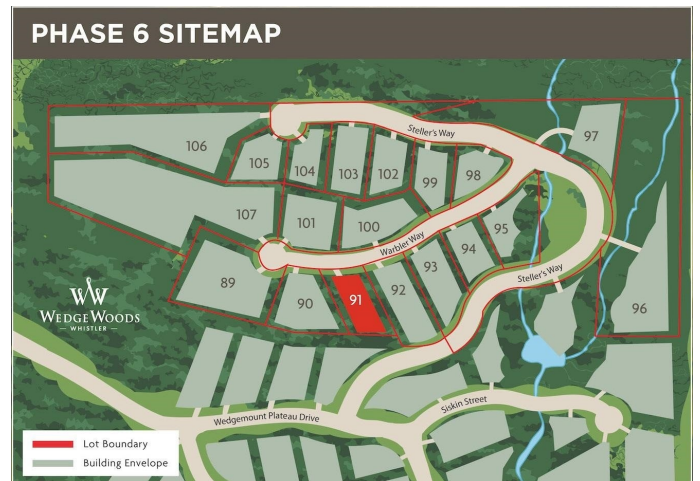 PHASE 6 SITEMAP
Steller's Way
97
106
105
104
103
102
99
98
107
101
100
Warbler Way
95
94
93
Steller's Way
89
90
91
92
96
WW
WEDGEWOODS
WHISTLER
Wedgemount Plateau Drive
Siskin Street
Lot Boundary
Building Envelope